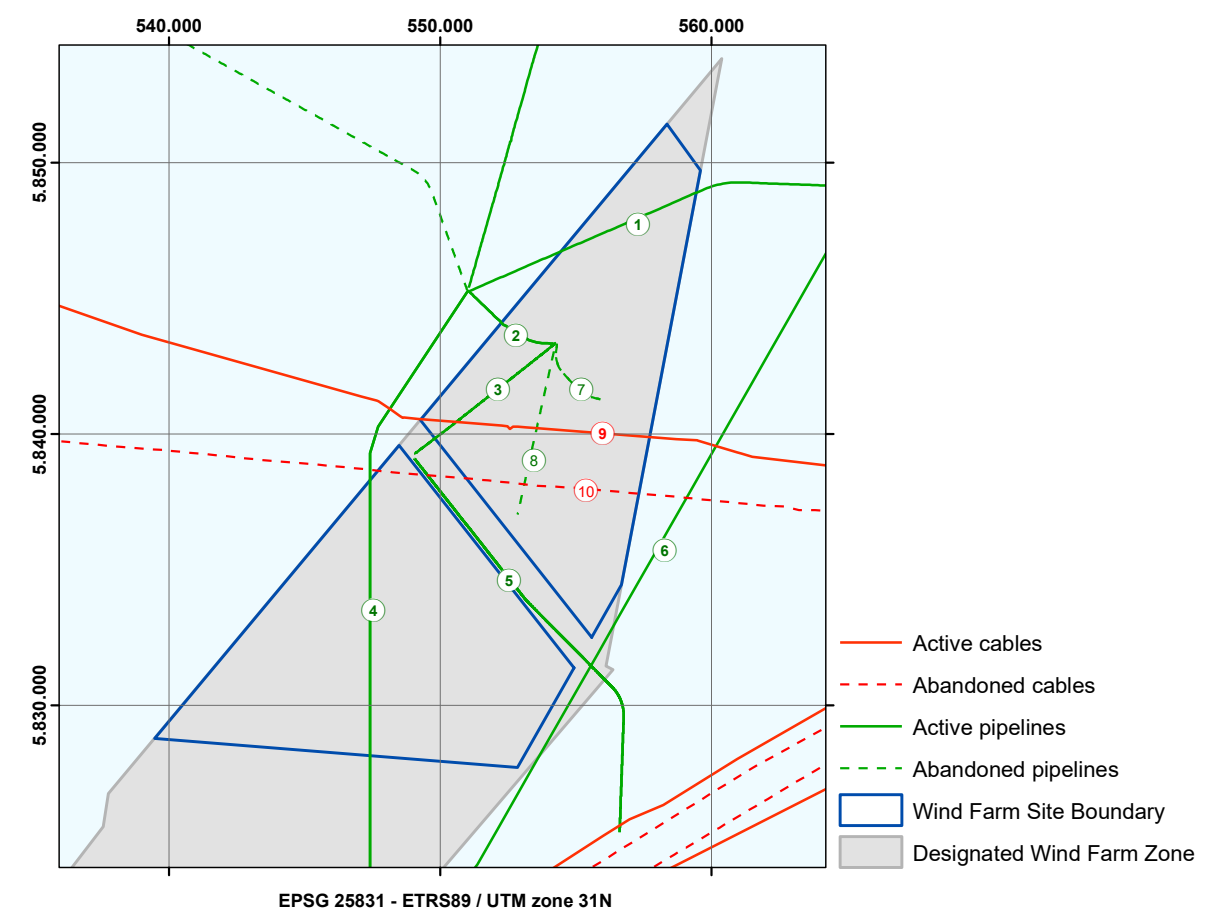 540.000
550.000
560.000
5.850.000
1
2
3
7
5.840.000
9
8
10
6
5
4
5.830.000
Active cables
Abandoned cables
Active pipelines
Abandoned pipelines
Wind Farm Site Boundary
Designated Wind Farm Zone
EPSG 25831 - ETRS89 / UTM zone 31N